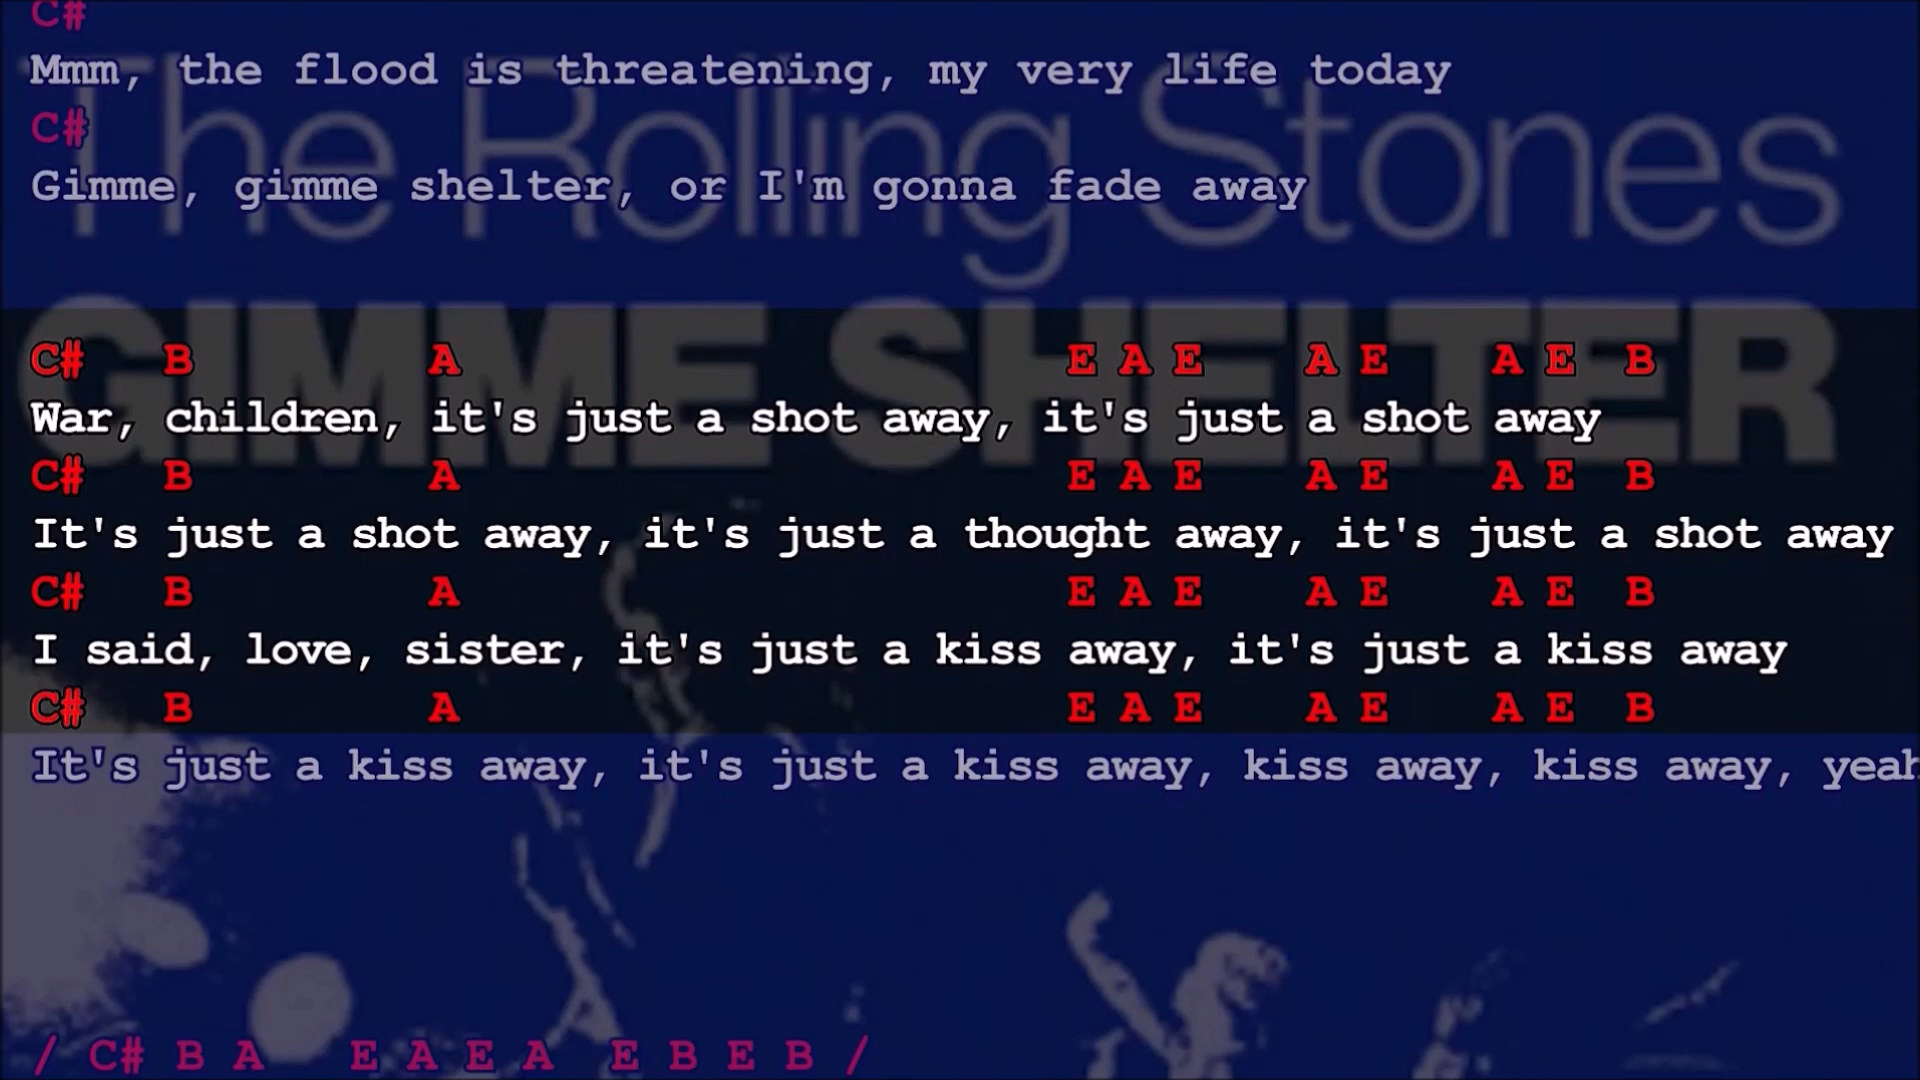 C#
Mmm, the flood is threatening, my very life today
C#
The Rolling Stones
Gimme, gimme shelter, or I'm gonna fade away
GIMME SHELTER
C# B A E A E A E A E B
War, children, it's just a shot away, it's just a shot away
C# B A E A E A E A E B
It's just a shot away, it's just a thought away, it's just a shot away
C# B A E A E A E A E B
I said, love, sister, it's just a kiss away, it's just a kiss away
C# B A E A E A E A E B
It's just a kiss away, it's just a kiss away, kiss away, kiss away, yeah
/ C# B A E A E A E B E B /